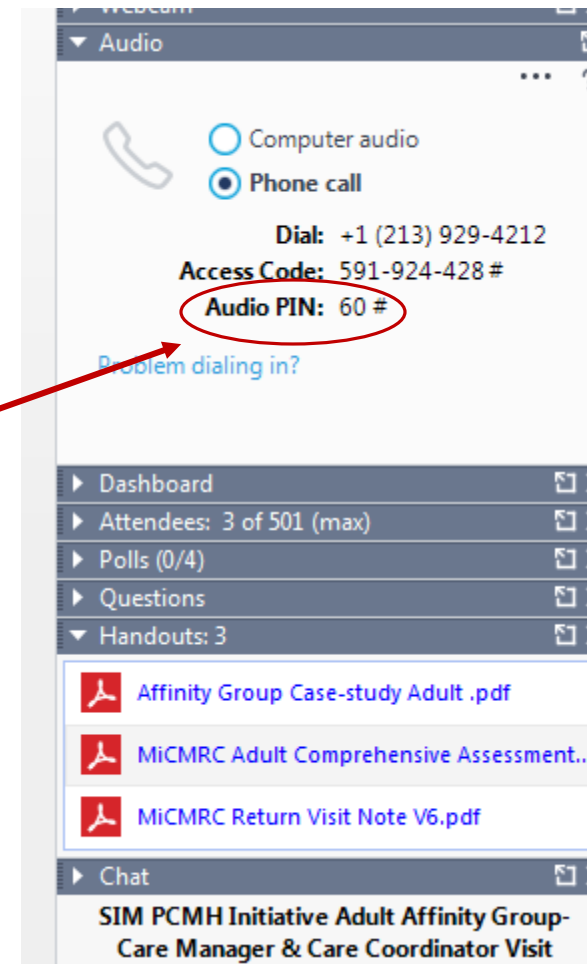 Webcam
Audio
...
Computer audio
Phone call
Dial: +1 (213) 929-4212
Access Code: 591-924-428 #
Audio PIN: 60 #
Problem dialing in?
Dashboard
Attendees: 3 of 501 (max)
Polls (0/4)
Questions
Handouts: 3
Affinity Group Case-study Adult .pdf
MiCMRC Adult Comprehensive Assessment..
MiCMRC Return Visit Note V6.pdf
Chat
SIM PCMH Initiative Adult Affinity Group-
Care Manager & Care Coordinator Visit